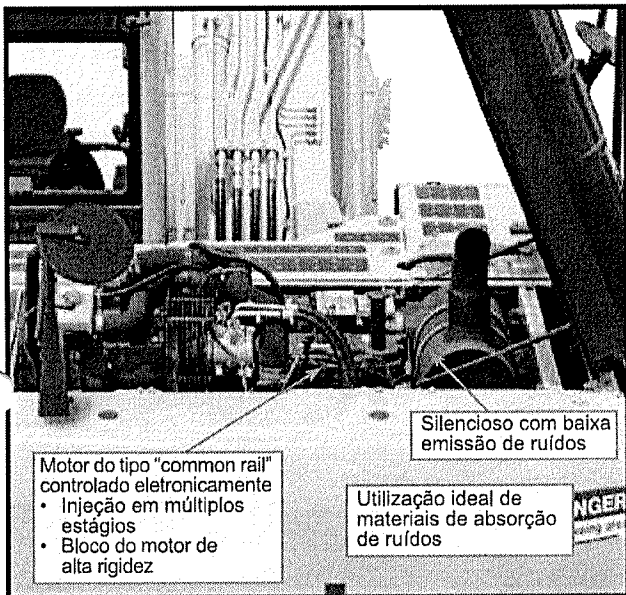 Silencioso com baixa
emissão de ruídos
Motor do tipo "common rail"
controlado eletronicamente
• Injeção em múltiplos
estágios
• Bloco do motor de
alta rigidez
Utilização ideal de
materiais de absorção
de ruídos
NGER